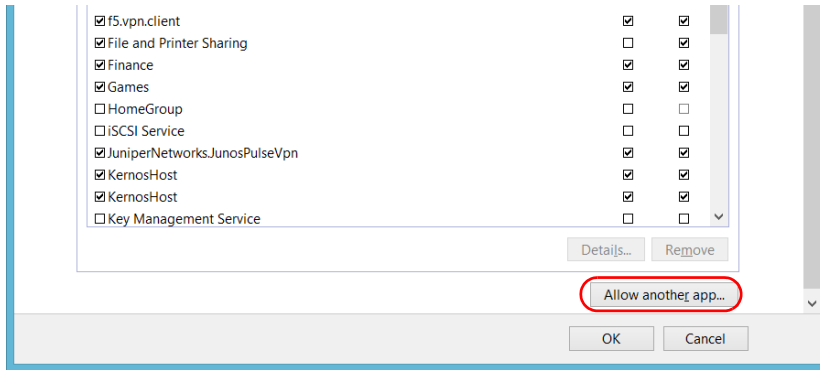 f5.vpn.client
File and Printer Sharing
Finance
Games
HomeGroup
iSCSI Service
JuniperNetworks.JunosPulseVpn
KernosHost
KernosHost
Key Management Service
Details... Remove
Allow another app...
OK Cancel